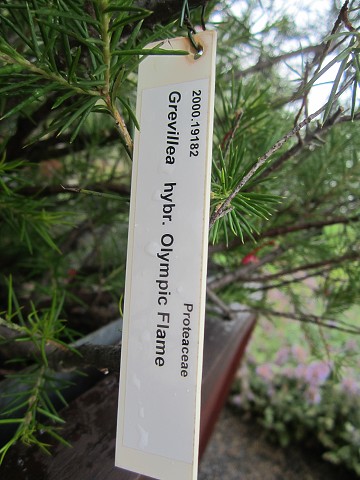 2000.19182
Grevillea hybr. Olympic Flame
Proteaceae